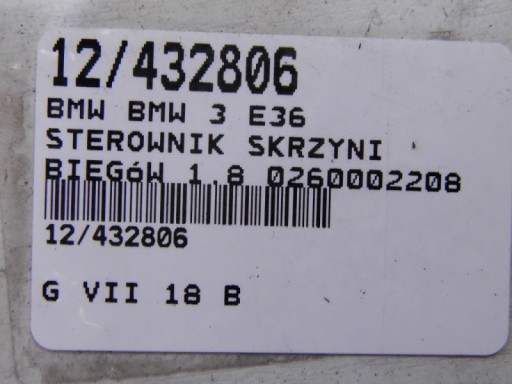 12/432806
BMW BMW 3 E36
STEROWNIK SKRZYNI
BIEGóW 1.8 0260002208
12/432806
G VII 18 B